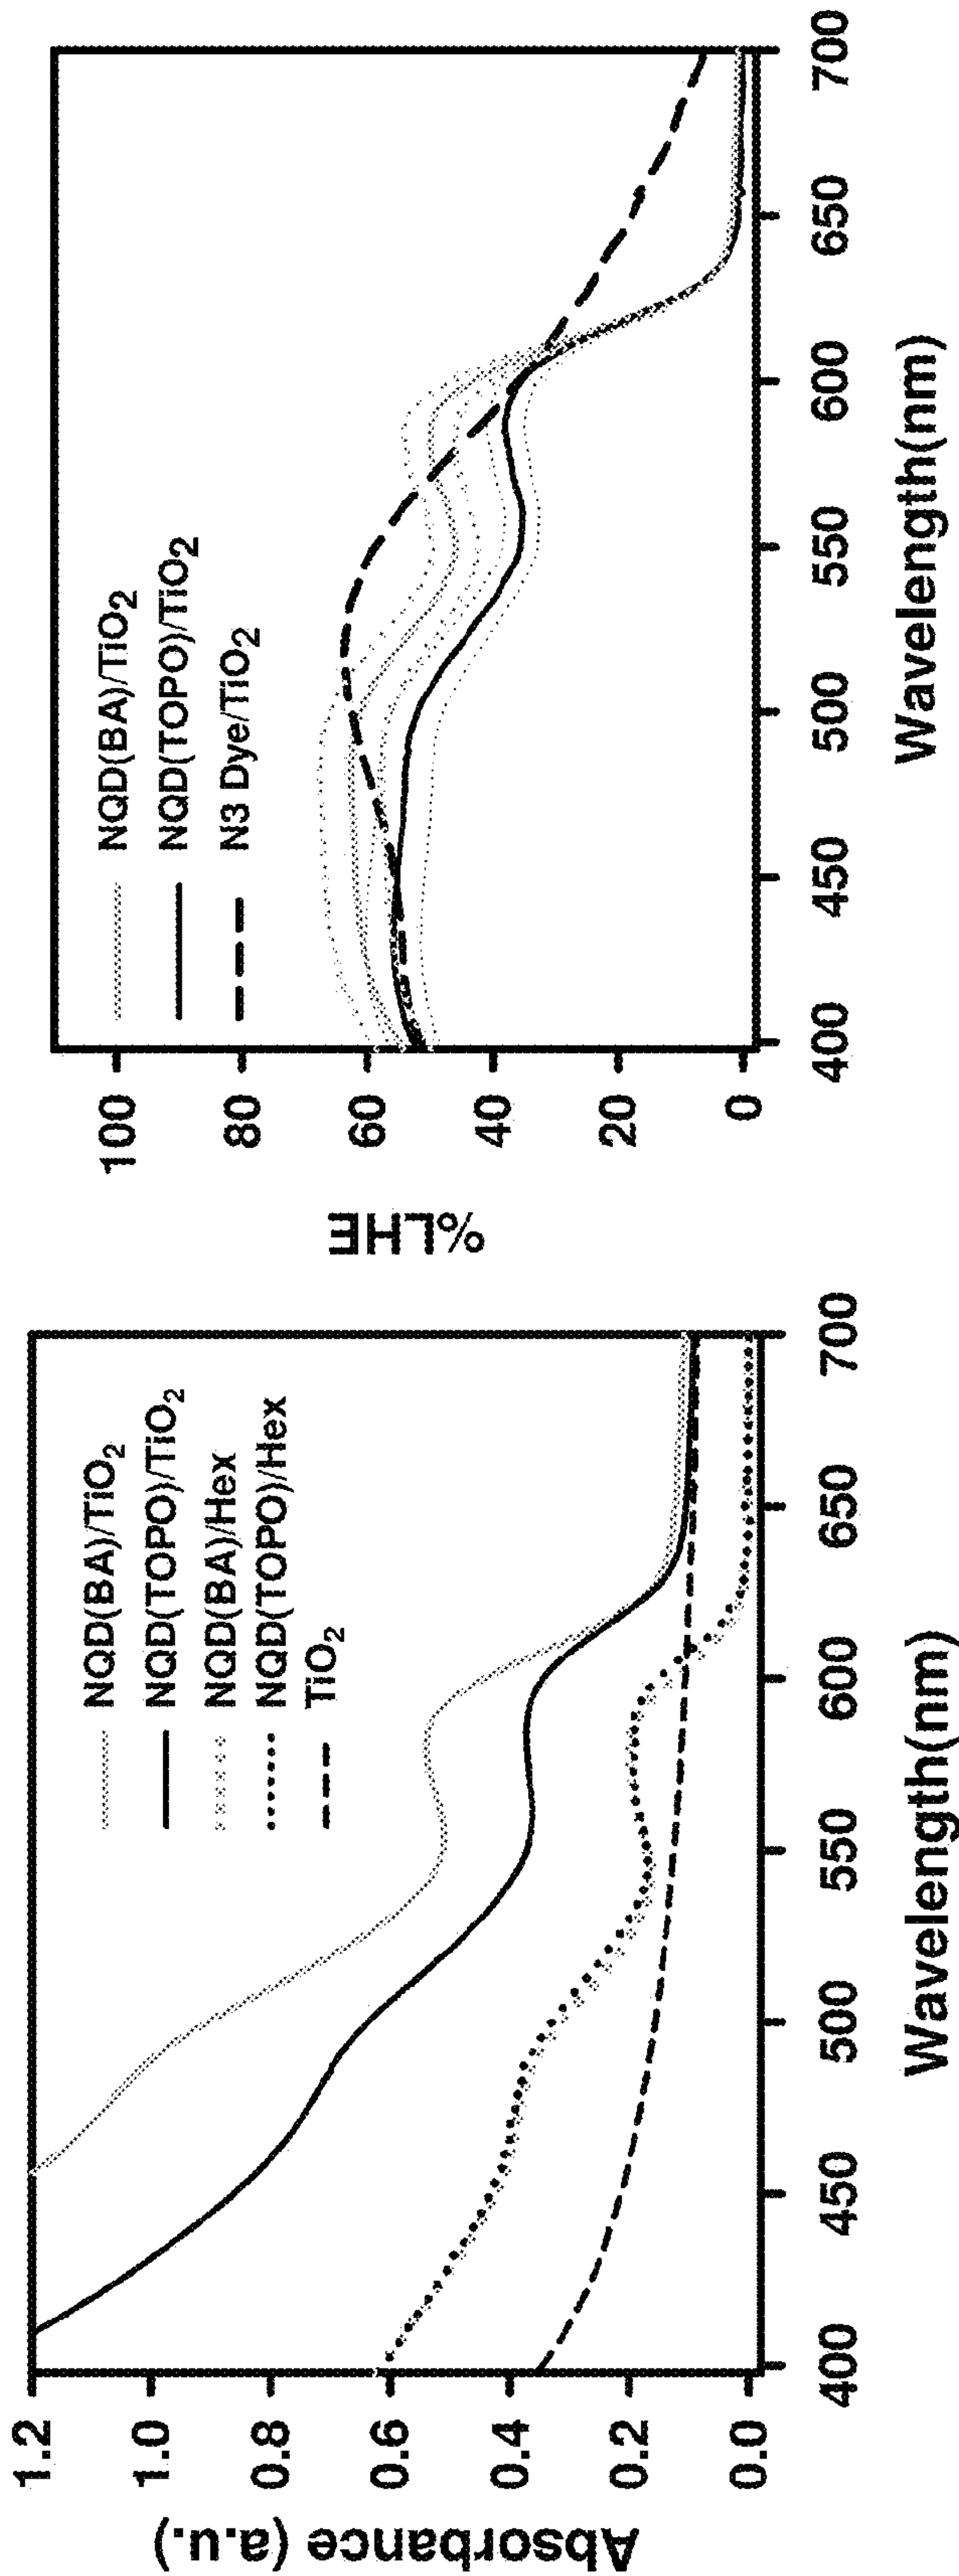 Absorbance (a.u.)
1.2
1.0
0.8
0.6
0.4
0.2
0.0
NQD(BA)/TiO2
NQD(TOPO)/TiO2
NQD(BA)/Hex
NQD(TOPO)/Hex
TiO2
400 450 500 550 600 650 700
Wavelength(nm)
%LHE
100
80
60
40
20
0
NQD(BA)/TiO2
NQD(TOPO)/TiO2
N3 Dye/TiO2
400 450 500 550 600 650 700
Wavelength(nm)